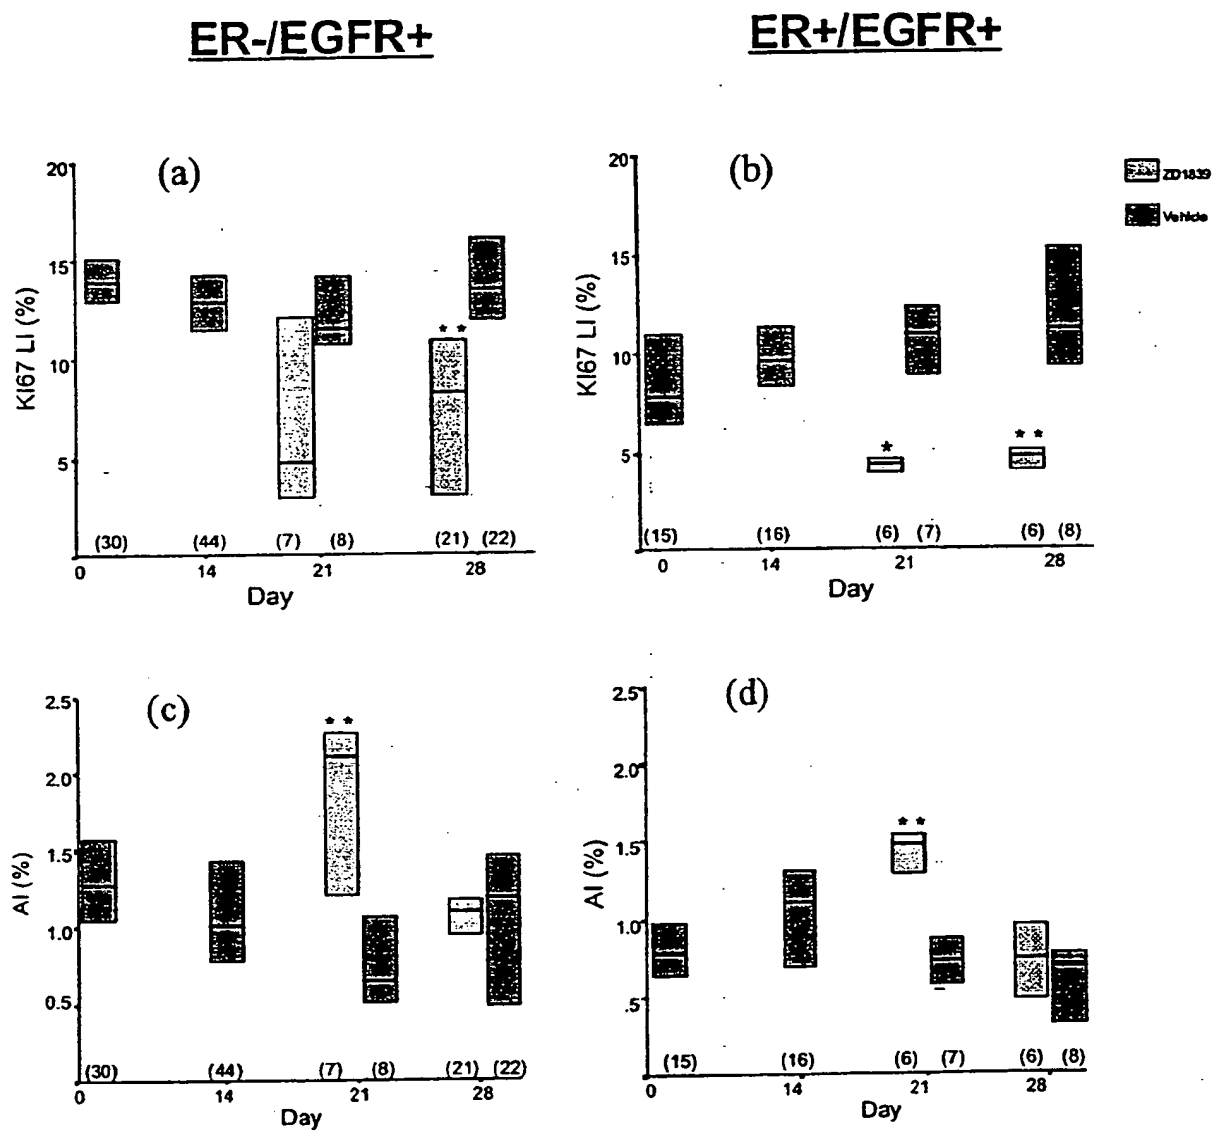 ER-/EGFR+
ER+/EGFR+
(a)
20
15
10
5
KI67 LI (%)
** 
(30) (44) (7) (8) (21) (22)
0 14 21 28
Day
(b)
20
15
10
5
KI67 LI (%)
*
**
(15) (16) (6) (7) (6) (8)
0 14 21 28
Day
ZD1839
Vehicle
(c)
2.5
2.0
1.5
1.0
0.5
AI (%)
**
(30) (44) (7) (8) (21) (22)
0 14 21 28
Day
(d)
2.5
2.0
1.5
1.0
.5
AI (%)
**
(15) (16) (6) (7) (6) (8)
0 14 21 28
Day